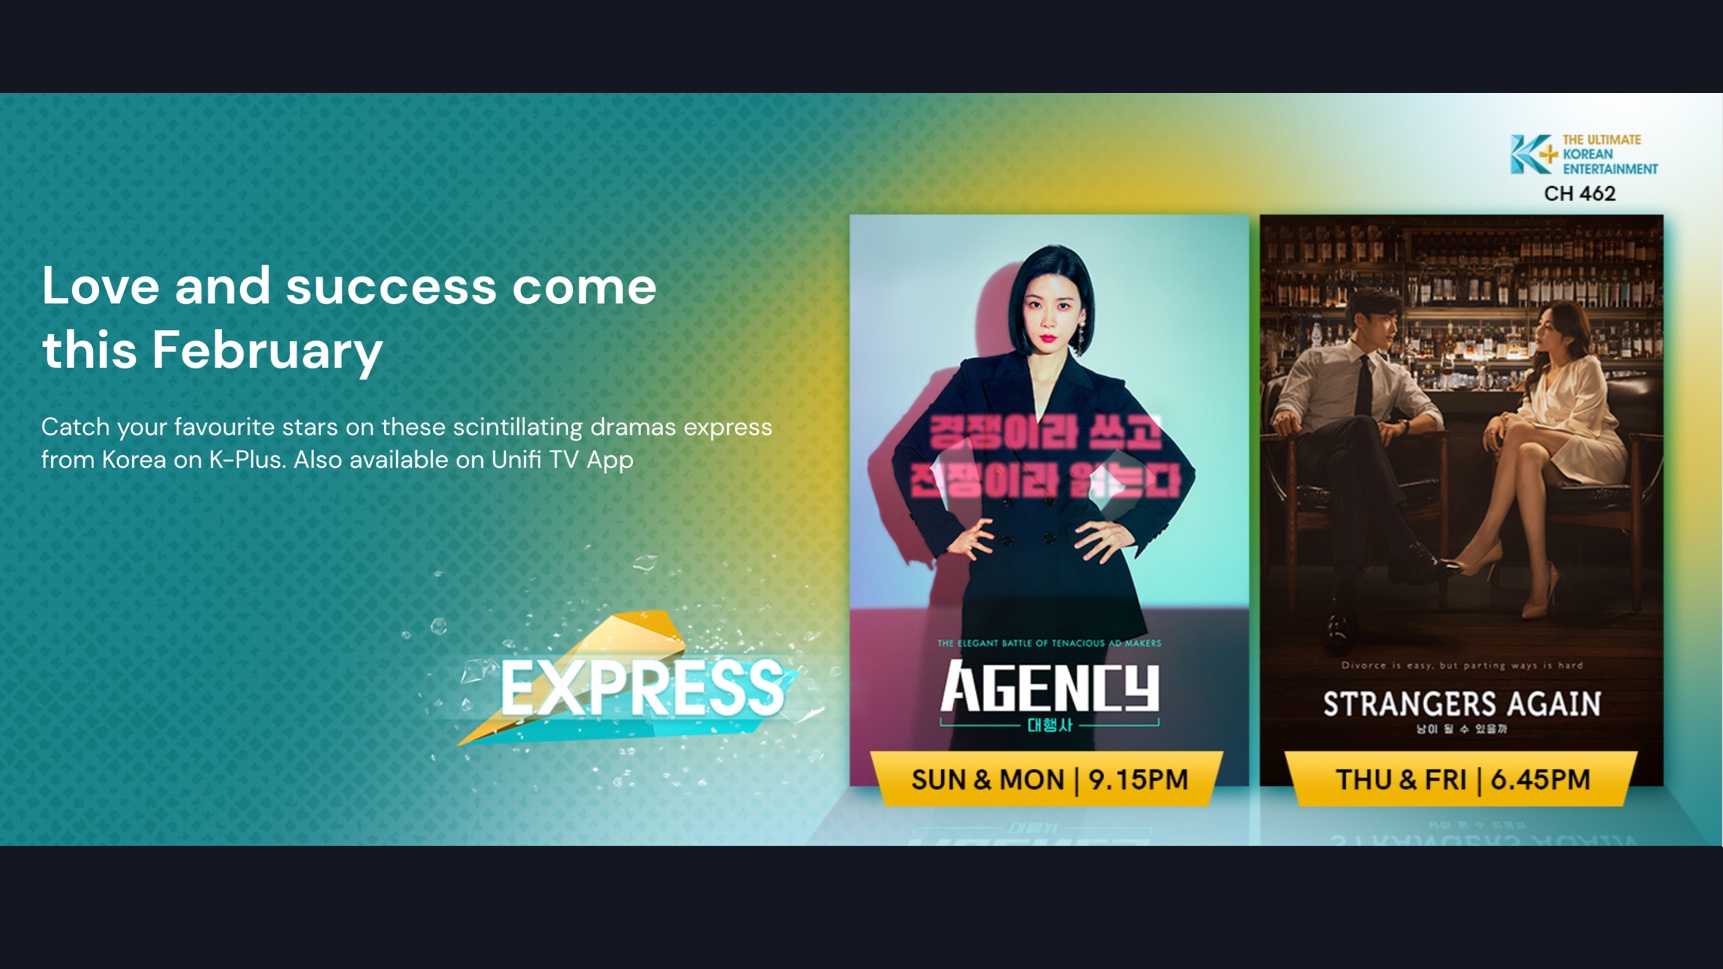 Love and success come
this February
Catch your favourite stars on these scintillating dramas express
from Korea on K-Plus. Also available on Unifi TV App
EXPRESS
K+
THE ULTIMATE
KOREAN
ENTERTAINMENT
CH 462
경쟁이라 쓰고
전쟁이라 읽는다
THE ELEGANT BATTLE OF TENACIOUS AD MAKERS
AGENCY
대행사
SUN & MON | 9.15PM
Divorce is easy, but parting ways is hard
STRANGERS AGAIN
남이 될 수 있을까
THU & FRI | 6.45PM